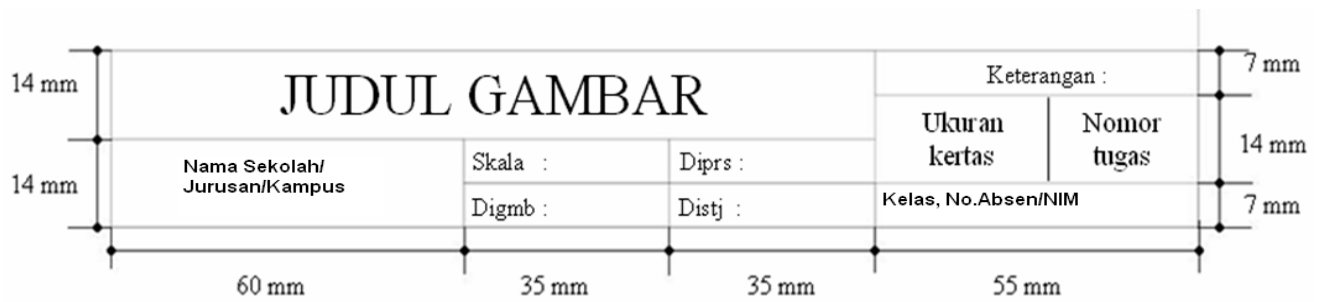 14 mm
JUDUL GAMBAR
Keterangan :
7 mm
Ukuran
kertas
Nomor
tugas
14 mm
14 mm
Nama Sekolah/
Jurusan/Kampus
Skala :
Diprs :
Digmb :
Distj :
Kelas, No.Absen/NIM
7 mm
60 mm
35 mm
35 mm
55 mm